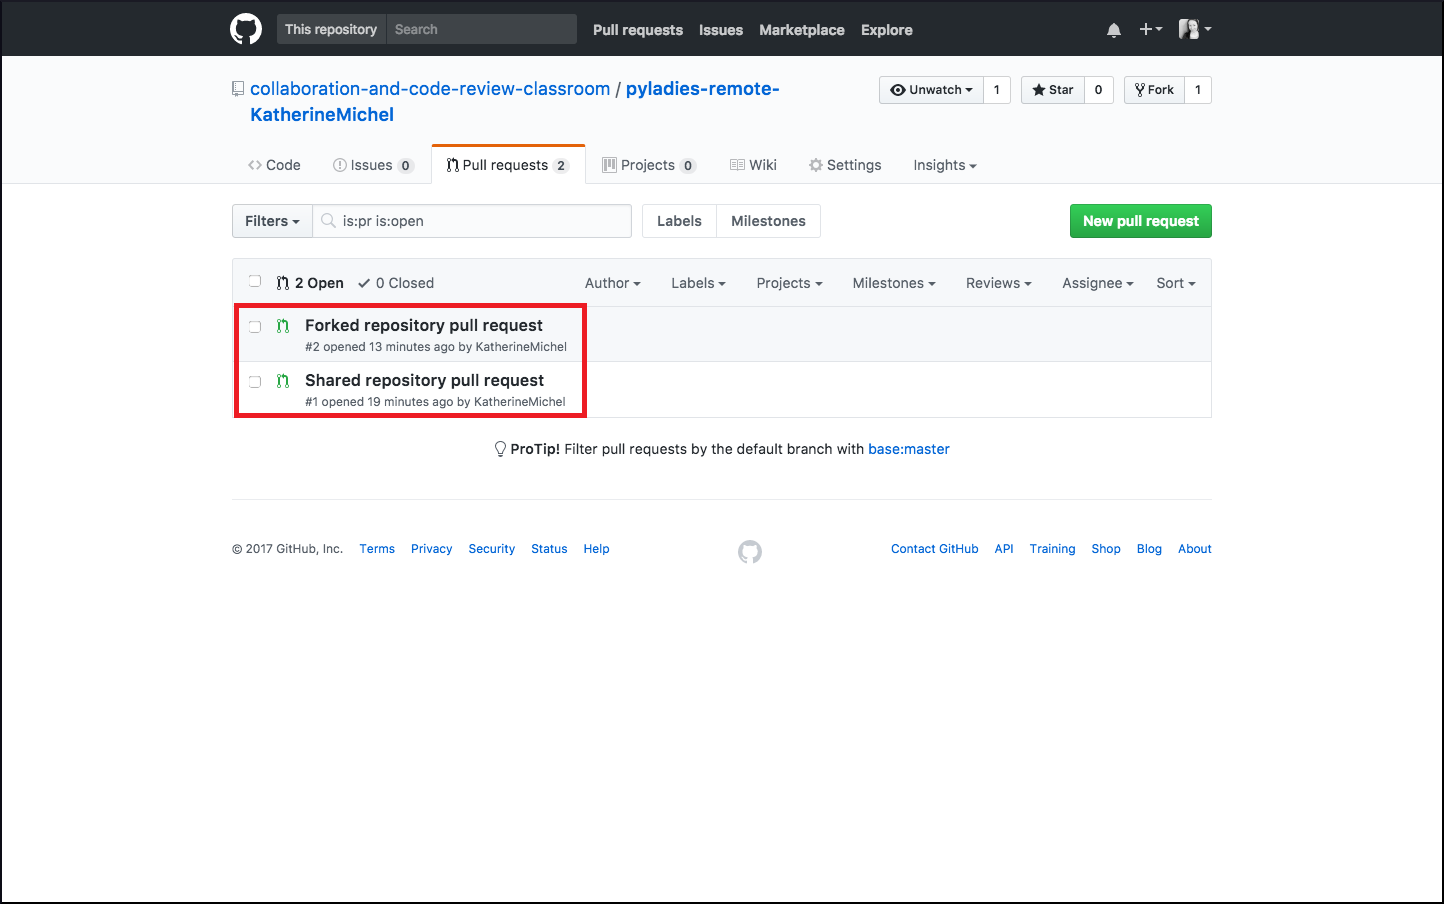 This repository Search Pull requests Issues Marketplace Explore
collaboration-and-code-review-classroom / pyladies-remote-
KatherineMichel
Unwatch 1 Star 0 Fork 1
Code Issues 0 Pull requests 2 Projects 0 Wiki Settings Insights
Filters is:pr is:open Labels Milestones New pull request
2 Open 0 Closed Author Labels Projects Milestones Reviews Assignee Sort
Forked repository pull request
#2 opened 13 minutes ago by KatherineMichel
Shared repository pull request
#1 opened 19 minutes ago by KatherineMichel
ProTip! Filter pull requests by the default branch with base:master
© 2017 GitHub, Inc. Terms Privacy Security Status Help Contact GitHub API Training Shop Blog About